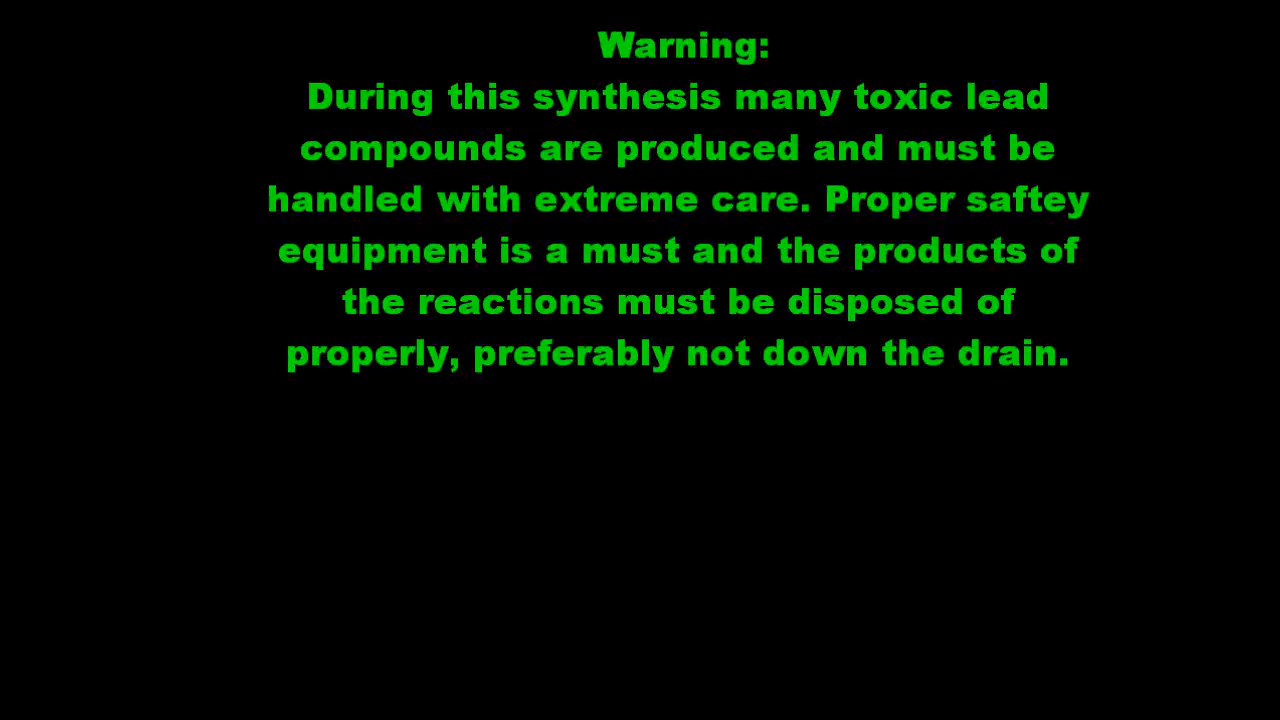 Warning:
During this synthesis many toxic lead
compounds are produced and must be
handled with extreme care. Proper saftey
equipment is a must and the products of
the reactions must be disposed of
properly, preferably not down the drain.